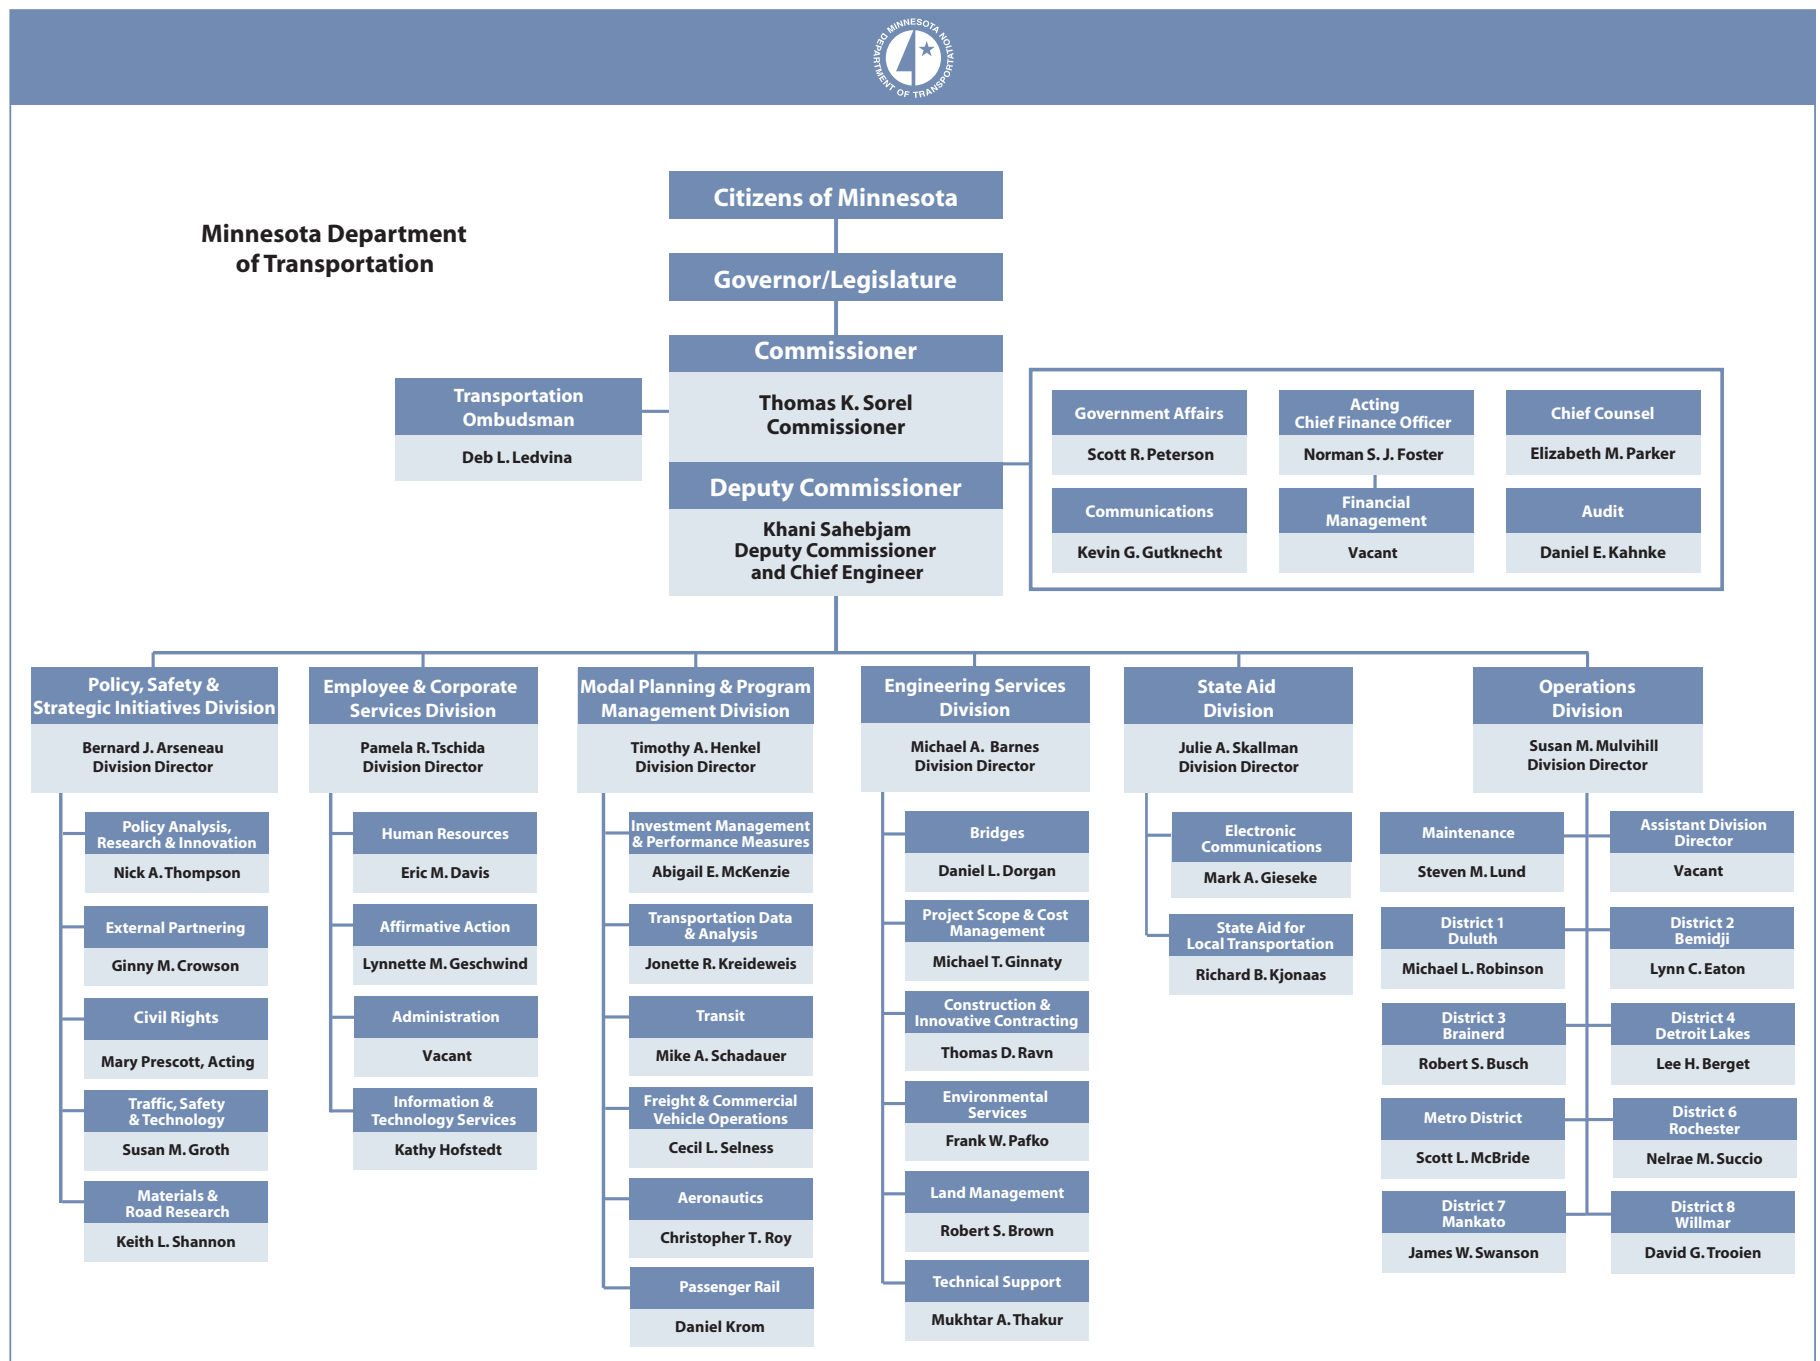 MINNESOTA DEPARTMENT OF TRANSPORTATION
Minnesota Department
of Transportation
Citizens of Minnesota
Governor/Legislature
Commissioner
Thomas K. Sorel
Commissioner
Deputy Commissioner
Khani Sahebjam
Deputy Commissioner
and Chief Engineer
Transportation
Ombudsman
Deb L. Ledvina
Government Affairs
Scott R. Peterson
Acting
Chief Finance Officer
Norman S. J. Foster
Chief Counsel
Elizabeth M. Parker
Communications
Kevin G. Gutknecht
Financial
Management
Vacant
Audit
Daniel E. Kahnke
Policy, Safety &
Strategic Initiatives Division
Bernard J. Arseneau
Division Director
Policy Analysis,
Research & Innovation
Nick A. Thompson
External Partnering
Ginny M. Crowson
Civil Rights
Mary Prescott, Acting
Traffic, Safety
& Technology
Susan M. Groth
Materials &
Road Research
Keith L. Shannon
Employee & Corporate
Services Division
Pamela R. Tschida
Division Director
Human Resources
Eric M. Davis
Affirmative Action
Lynnette M. Geschwind
Administration
Vacant
Information &
Technology Services
Kathy Hofstedt
Modal Planning & Program
Management Division
Timothy A. Henkel
Division Director
Investment Management
& Performance Measures
Abigail E. McKenzie
Transportation Data
& Analysis
Jonette R. Kreideweis
Transit
Mike A. Schadauer
Freight & Commercial
Vehicle Operations
Cecil L. Selness
Aeronautics
Christopher T. Roy
Passenger Rail
Daniel Krom
Engineering Services
Division
Michael A. Barnes
Division Director
Bridges
Daniel L. Dorgan
Project Scope & Cost
Management
Michael T. Ginnaty
Construction &
Innovative Contracting
Thomas D. Ravn
Environmental
Services
Frank W. Pafko
Land Management
Robert S. Brown
Technical Support
Mukhtar A. Thakur
State Aid
Division
Julie A. Skallman
Division Director
Electronic
Communications
Mark A. Gieseke
State Aid for
Local Transportation
Richard B. Kjonaas
Operations
Division
Susan M. Mulvihill
Division Director
Maintenance
Steven M. Lund
Assistant Division
Director
Vacant
District 1
Duluth
Michael L. Robinson
District 2
Bemidji
Lynn C. Eaton
District 3
Brainerd
Robert S. Busch
District 4
Detroit Lakes
Lee H. Berget
Metro District
Scott L. McBride
District 6
Rochester
Nelrae M. Succio
District 7
Mankato
James W. Swanson
District 8
Willmar
David G. Trooien